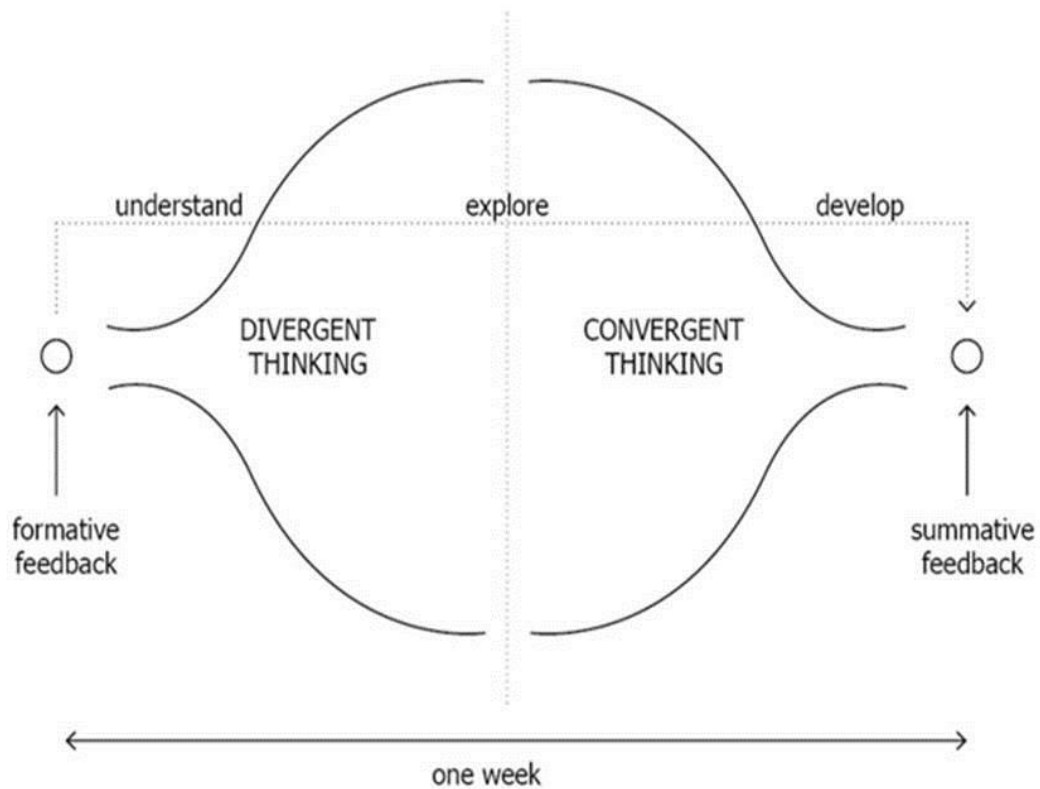 understand
explore
develop
DIVERGENT
THINKING
CONVERGENT
THINKING
formative
feedback
summative
feedback
one week